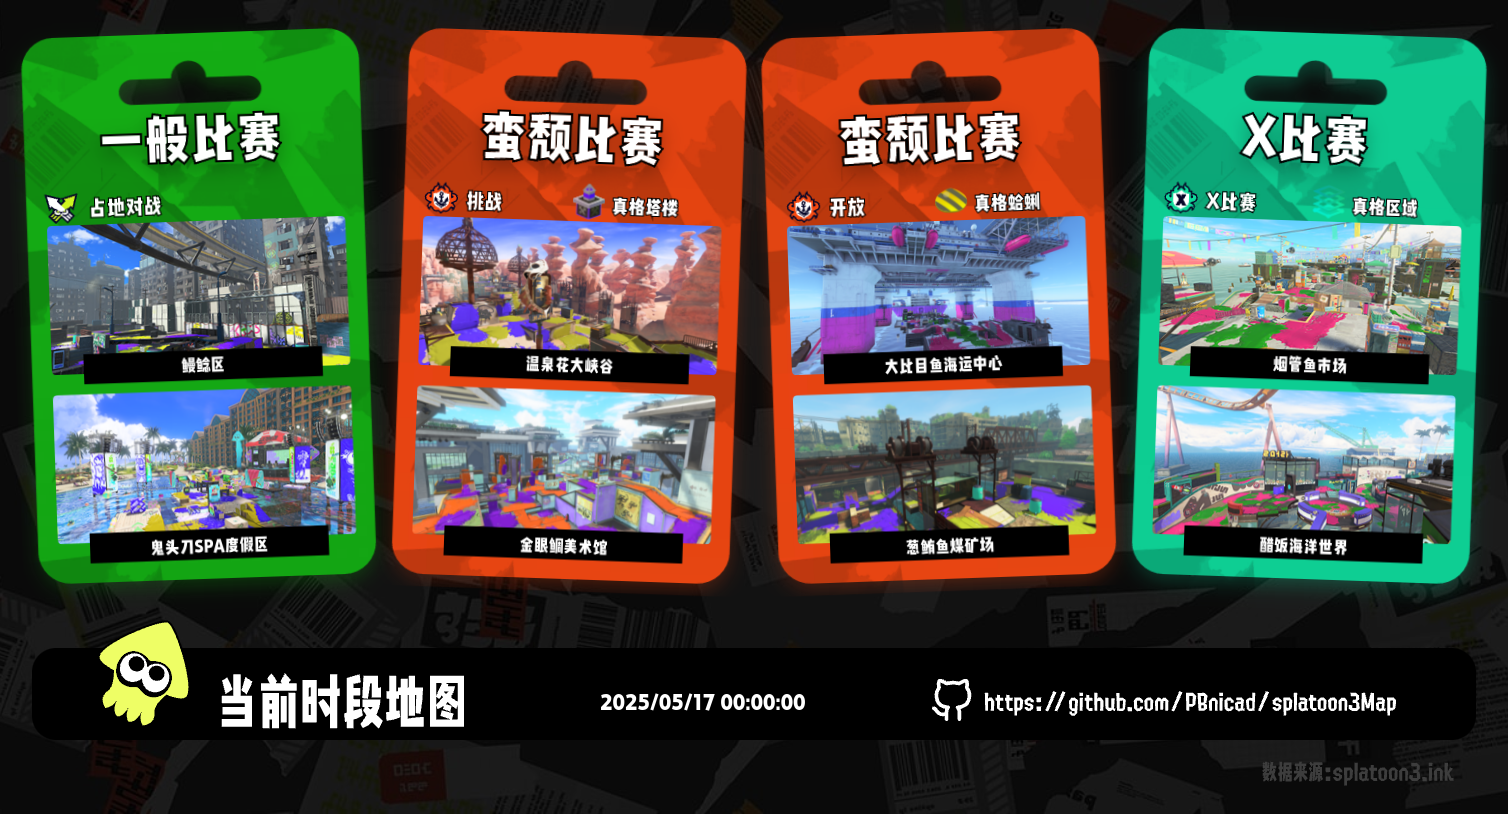 一般比赛
占地对战
鳗鲶区
鬼头刀SPA度假区
蛮颓比赛
挑战
真格塔楼
温泉花大峡谷
金眼鲷美术馆
蛮颓比赛
开放
真格蛤蜊
大比目鱼海运中心
葱鲔鱼煤矿场
X比赛
X比赛
真格区域
烟管鱼市场
醋饭海洋世界
当前时段地图
2025/05/17 00:00:00
https://github.com/PBnicad/splatoon3Map
数据来源:splatoon3.ink